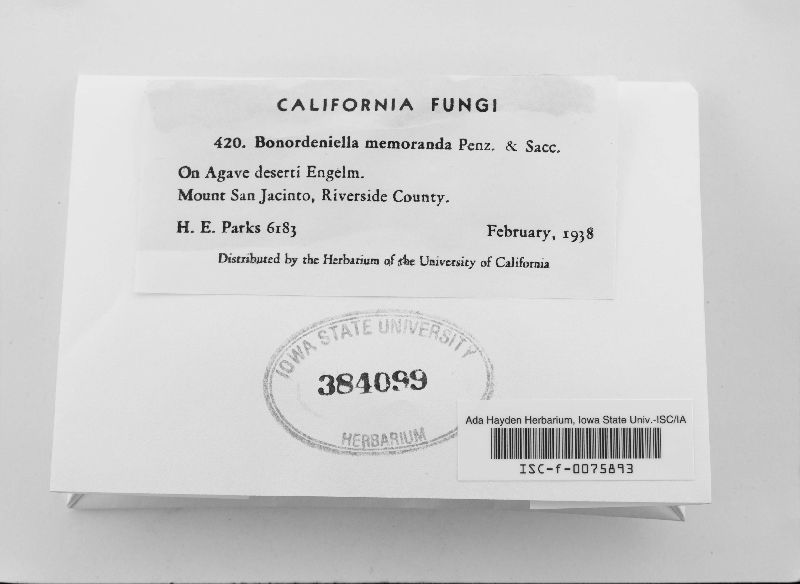 CALIFORNIA FUNGI
420. Bonordeniella memoranda Penz. & Sacc.
On Agave deserti Engelm.
Mount San Jacinto, Riverside County.
H. E. Parks 6183 February, 1938
Distributed by the Herbarium of the University of California
IOWA STATE UNIVERSITY
384099
HERBARIUM
Ada Hayden Herbarium, Iowa State Univ.-ISC/IA
ISC-f-0075893